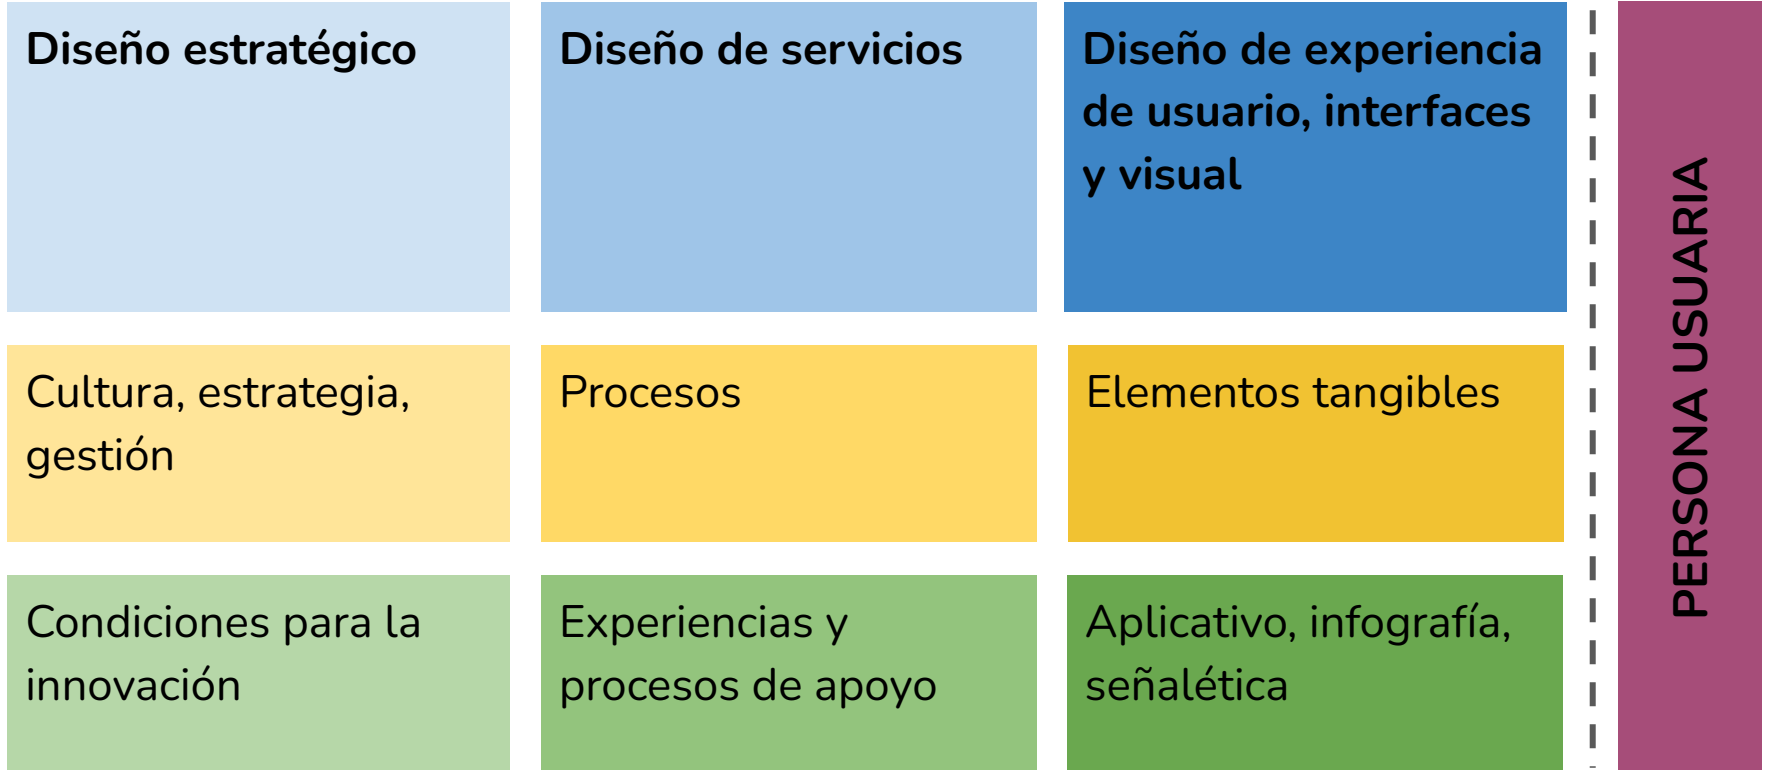 Diseño estratégico
Diseño de servicios
Diseño de experiencia
de usuario, interfaces
y visual
Cultura, estrategia,
gestión
Procesos
Elementos tangibles
Condiciones para la
innovación
Experiencias y
procesos de apoyo
Aplicativo, infografía,
señalética
PERSONA USUARIA